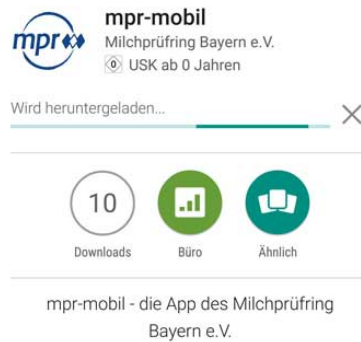 mpr
mpr-mobil
Milchprüfring Bayern e.V.
0 USK ab 0 Jahren
Wird heruntergeladen...
10
Downloads
Büro
Ähnlich
mpr-mobil - die App des Milchprüfring
Bayern e.V.